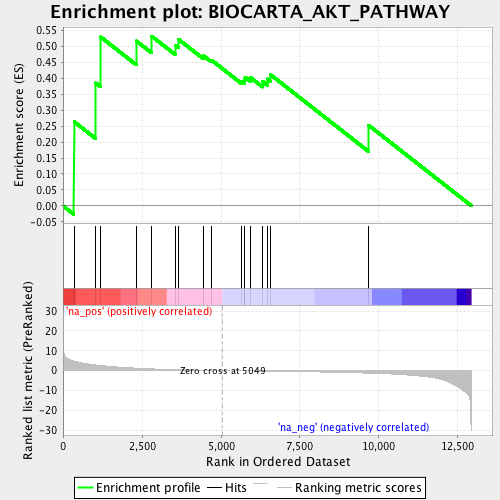 Enrichment plot: BIOCARTA_AKT_PATHWAY
Enrichment score (ES)
0.55
0.50
0.45
0.40
0.35
0.30
0.25
0.20
0.15
0.10
0.05
0.00
-0.05
'na_pos' (positively correlated)
Ranked list metric (PreRanked)
30
20
10
0
-10
-20
-30
Zero cross at 5049
'na_neg' (negatively correlated)
0 2,500 5,000 7,500 10,000 12,500
Rank in Ordered Dataset
Enrichment profile Hits Ranking metric scores